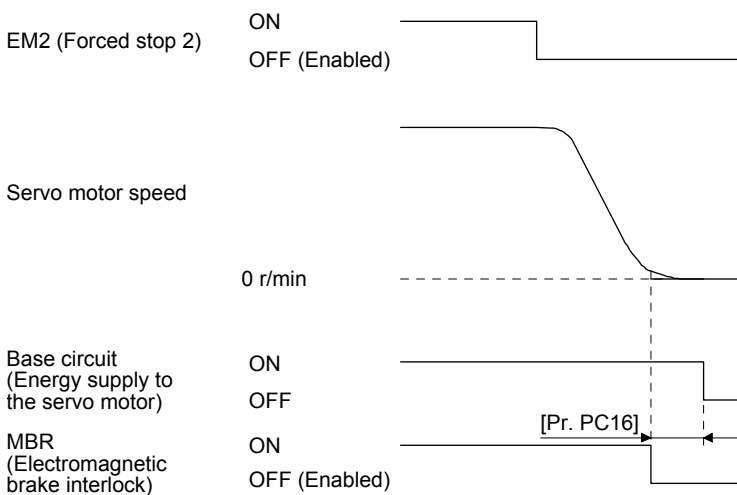 EM2 (Forced stop 2)
ON
OFF (Enabled)
Servo motor speed
0 r/min
Base circuit
(Energy supply to
the servo motor)
ON
OFF
[Pr. PC16]
MBR
(Electromagnetic
brake interlock)
ON
OFF (Enabled)